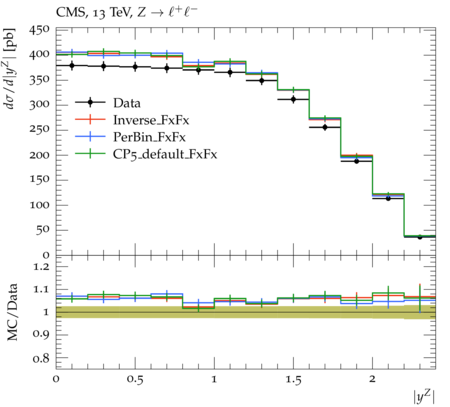 CMS, 13 TeV, Z → ℓ⁺ℓ⁻
dσ/d|y^Z| [pb]
450
400
350
300
250
200
150
100
50
0
Data
Inverse_FxFx
PerBin_FxFx
CP5_default_FxFx
MC/Data
1.2
1.1
1
0.9
0.8
0 0.5 1 1.5 2
|y^Z|